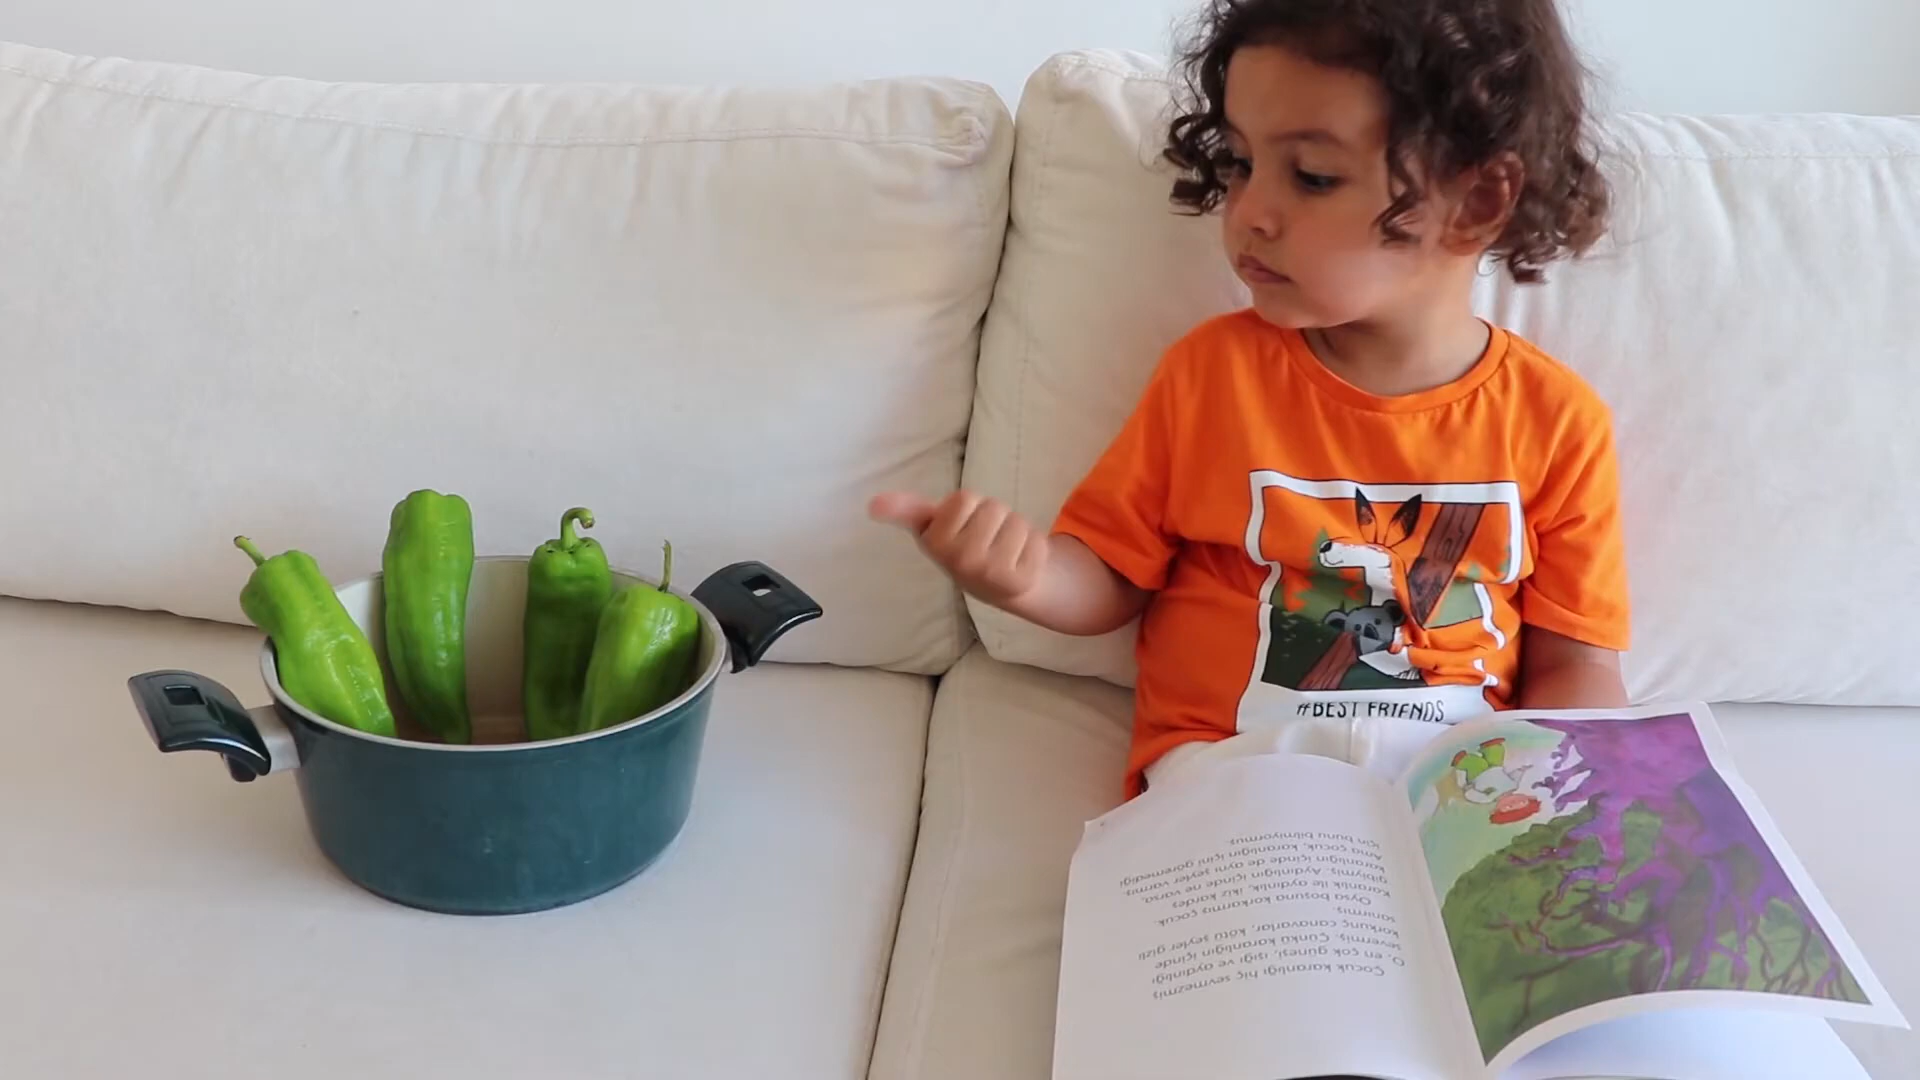 #BEST FRIENDS
Çocuk karanlığı hiç sevmezmiş
O, en çok güneşi, ışığı ve aydınlığı
severmiş. Çünkü karanlığın içinde
korkunç canavarlar, kötü şeyler gizli
sanırmış.
Oysa boşuna korkarmış çocuk.
Karanlık ile aydınlık, ikiz kardeş
gibiymiş. Aydınlığın içinde ne varsa,
karanlığın içinde de aynı şeyler varmış.
Ama çocuk, karanlığın içini göremediği
için bunu bilmiyormuş.